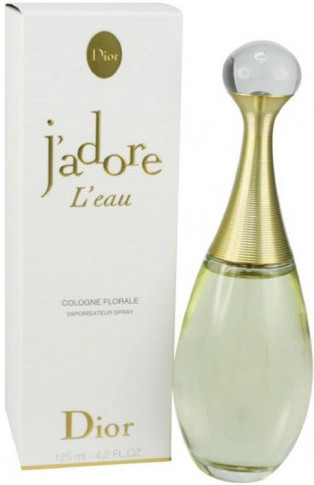 Dior
j'adore
L'eau
COLOGNE FLORALE
VAPORISATEUR SPRAY
Dior
125 ml - 4.2 FL.OZ